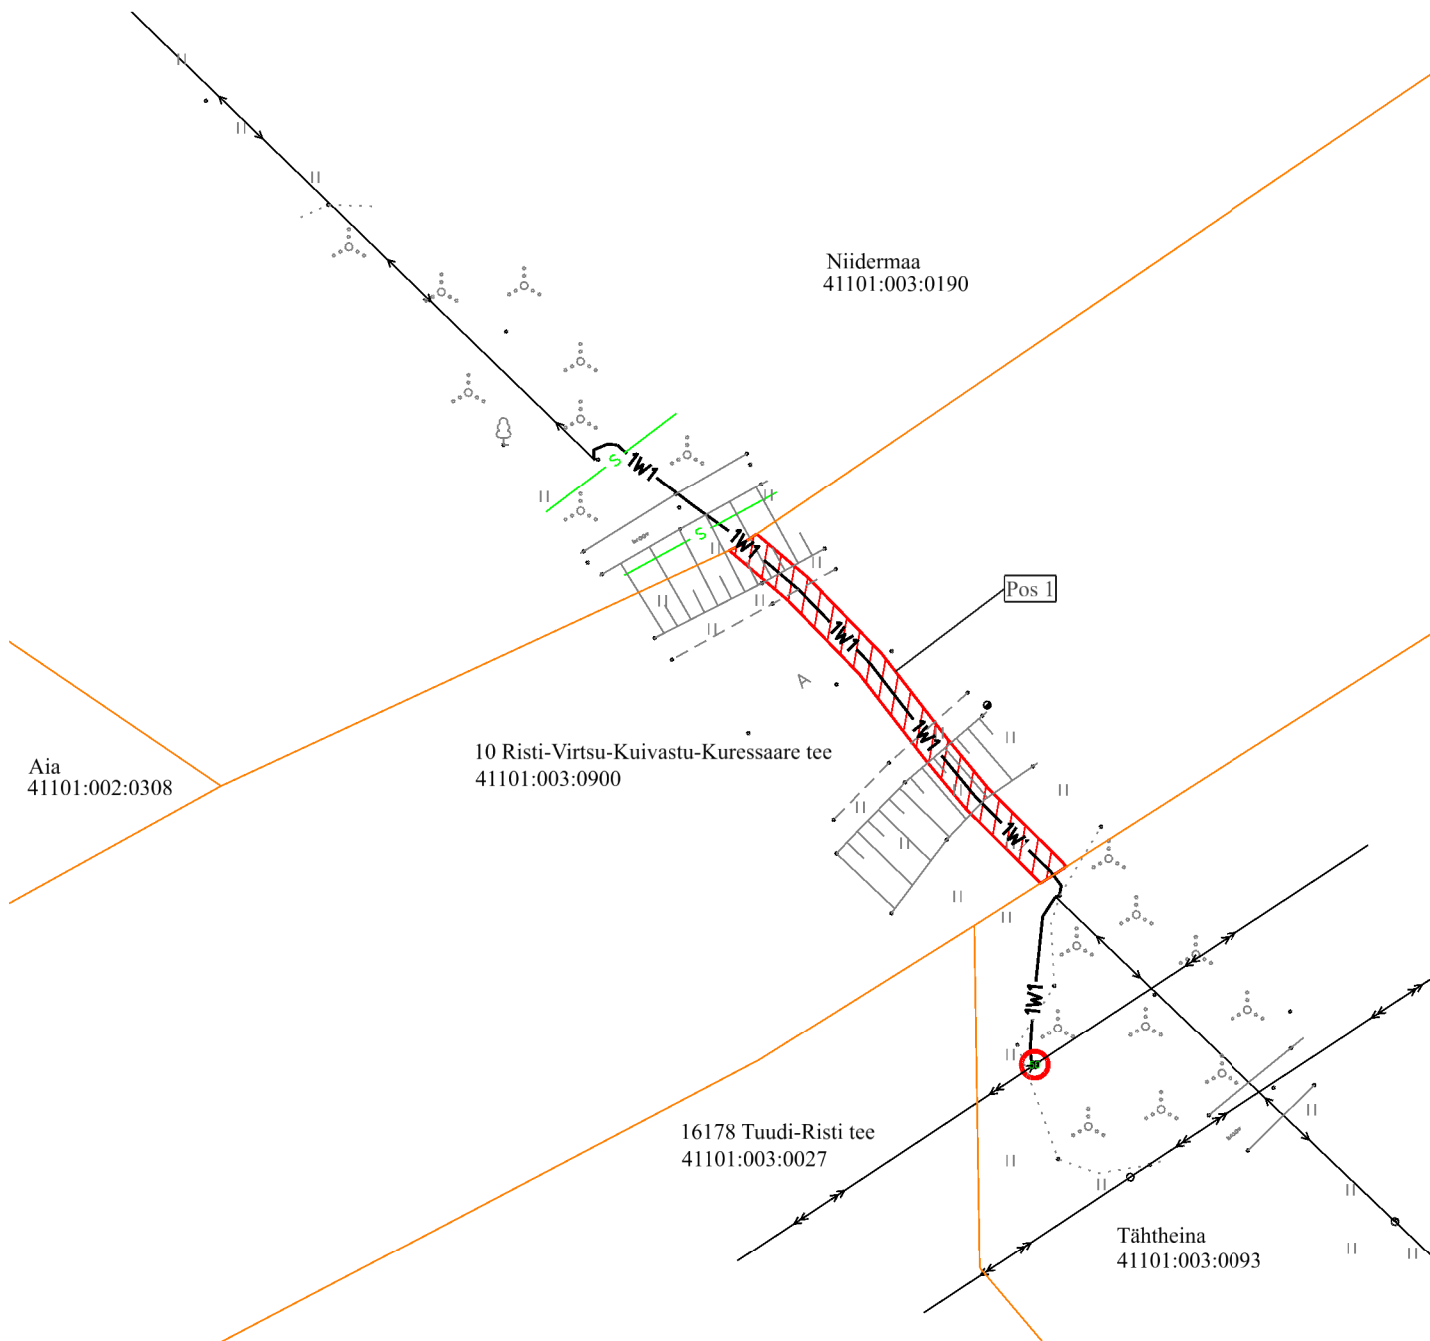 Niidermaa
41101:003:0190
S
1W1
S
1W1
Pos 1
1W1
A
1W1
10 Risti-Virtsu-Kuivastu-Kuressaare tee
41101:003:0900
Aia
41101:002:0308
1W1
1W1
16178 Tuudi-Risti tee
41101:003:0027
Tähtheina
41101:003:0093